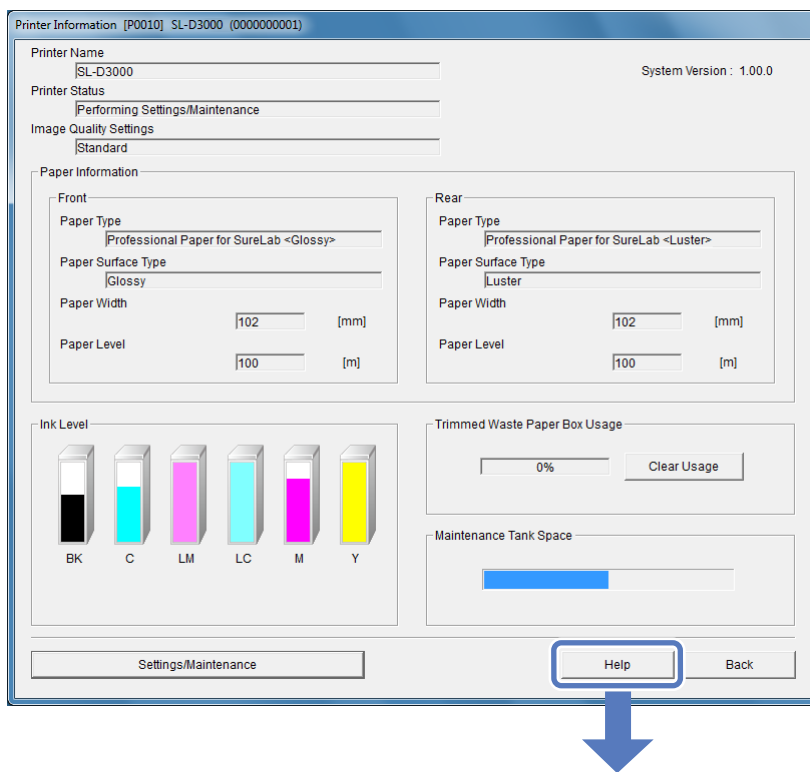 Printer Information [P0010] SL-D3000 (0000000001)
Printer Name
SL-D3000
System Version : 1.00.0
Printer Status
Performing Settings/Maintenance
Image Quality Settings
Standard
Paper Information
Front
Paper Type
Professional Paper for SureLab <Glossy>
Paper Surface Type
Glossy
Paper Width
102 [mm]
Paper Level
100 [m]
Rear
Paper Type
Professional Paper for SureLab <Luster>
Paper Surface Type
Luster
Paper Width
102 [mm]
Paper Level
100 [m]
Ink Level
BK C LM LC M Y
Trimmed Waste Paper Box Usage
0% Clear Usage
Maintenance Tank Space
Settings/Maintenance Help Back